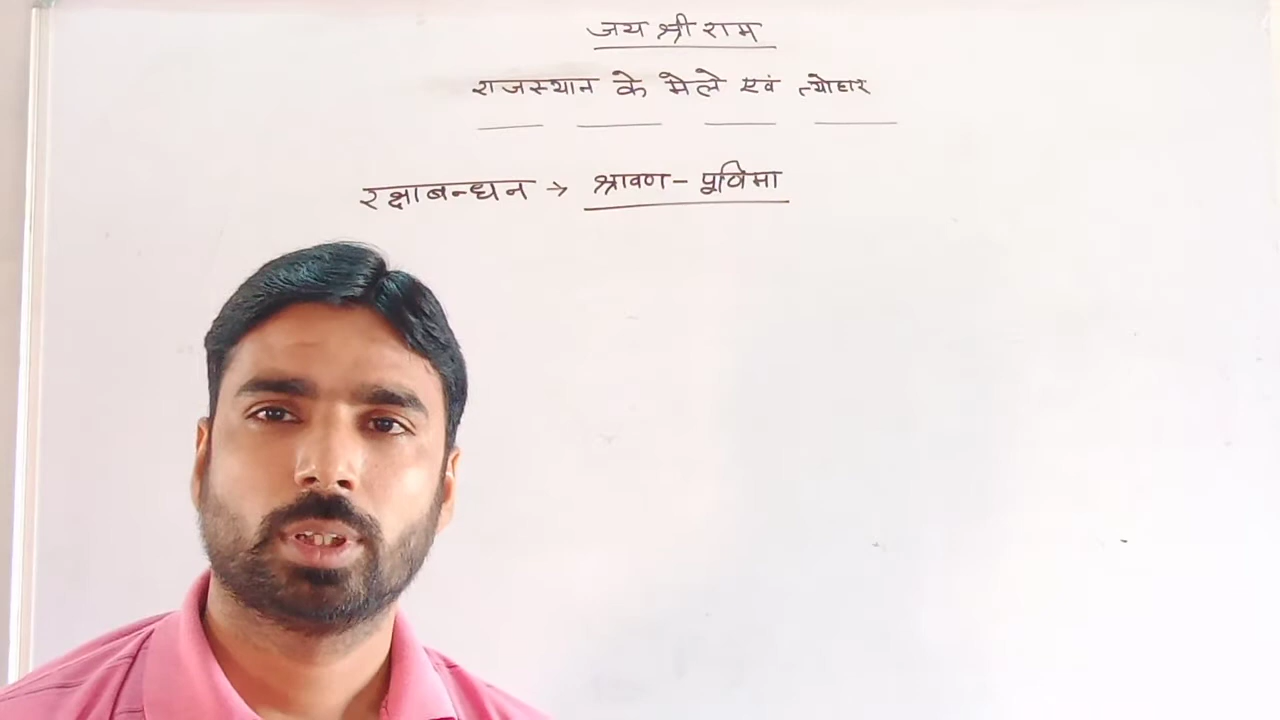 जय श्री राम
राजस्थान के मेले एवं त्योहार
रक्षाबन्धन → श्रावण - पूर्णिमा